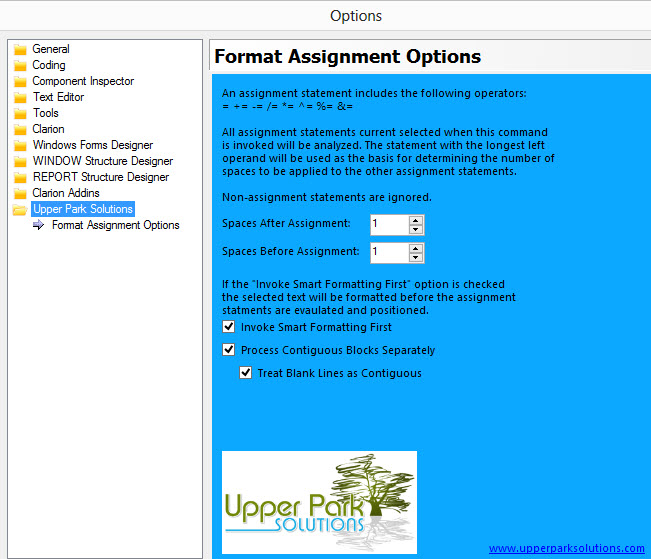 Options
General
Coding
Component Inspector
Text Editor
Tools
Clarion
Windows Forms Designer
WINDOW Structure Designer
REPORT Structure Designer
Clarion Addins
Upper Park Solutions
Format Assignment Options
Format Assignment Options
An assignment statement includes the following operators:
= += -= /= *= ^= %= &=
All assignment statements current selected when this command
is invoked will be analyzed. The statement with the longest left
operand will be used as the basis for determining the number of
spaces to be applied to the other assignment statements.
Non-assignment statements are ignored.
Spaces After Assignment: 1
Spaces Before Assignment: 1
If the "Invoke Smart Formatting First" option is checked
the selected text will be formatted before the assignment
statments are evaulated and positioned.
Invoke Smart Formatting First
Process Contiguous Blocks Separately
Treat Blank Lines as Contiguous
Upper Park
SOLUTIONS
www.upperparksolutions.com